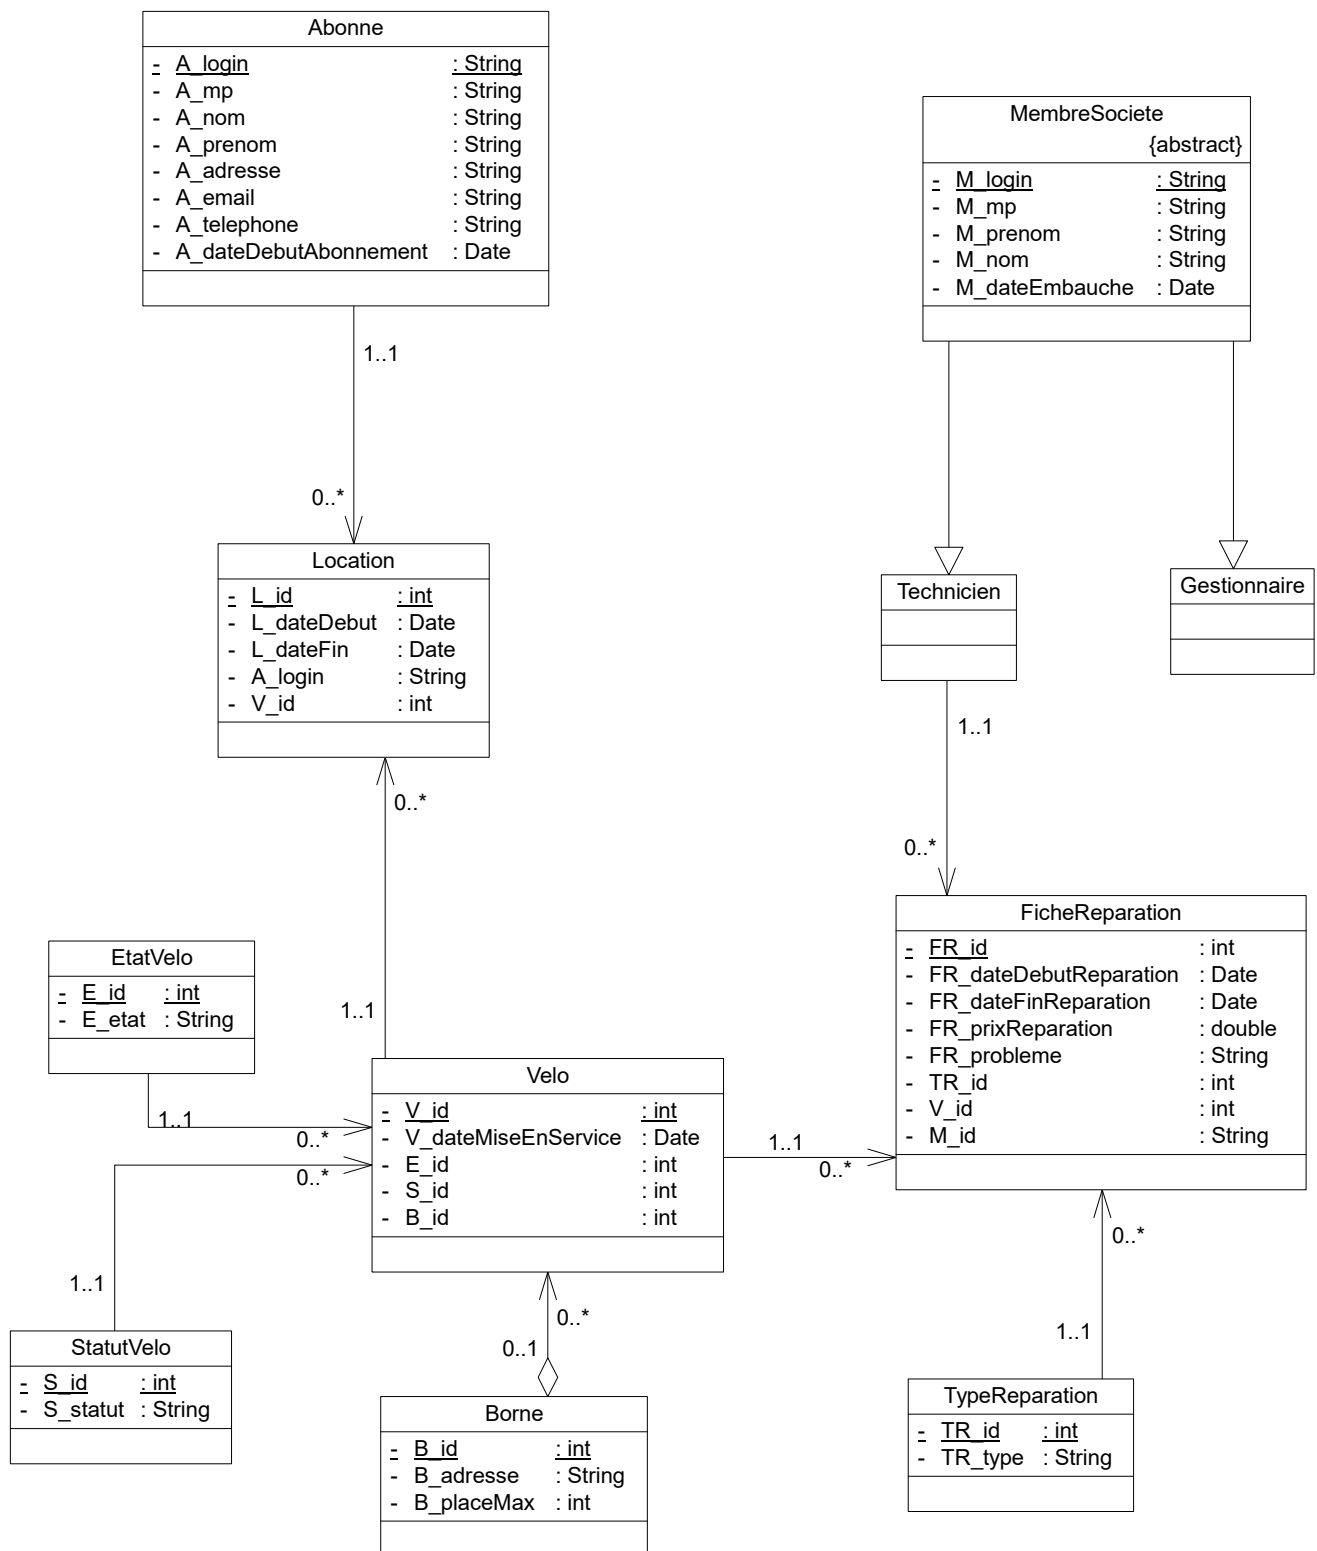 Abonne
- A_login : String
- A_mp : String
- A_nom : String
- A_prenom : String
- A_adresse : String
- A_email : String
- A_telephone : String
- A_dateDebutAbonnement : Date
MembreSociete
{abstract}
- M_login : String
- M_mp : String
- M_prenom : String
- M_nom : String
- M_dateEmbauche : Date
1..1
0..*
Location
- L_id : int
- L_dateDebut : Date
- L_dateFin : Date
- A_login : String
- V_id : int
Technicien
Gestionnaire
1..1
0..*
0..*
FicheReparation
- FR_id : int
- FR_dateDebutReparation : Date
- FR_dateFinReparation : Date
- FR_prixReparation : double
- FR_probleme : String
- TR_id : int
- V_id : int
- M_id : String
EtatVelo
- E_id : int
- E_etat : String
1..1
Velo
- V_id : int
- V_dateMiseEnService : Date
- E_id : int
- S_id : int
- B_id : int
1..1
0..*
0..*
1..1
0..*
1..1
StatutVelo
- S_id : int
- S_statut : String
0..*
0..1
Borne
- B_id : int
- B_adresse : String
- B_placeMax : int
0..*
1..1
TypeReparation
- TR_id : int
- TR_type : String